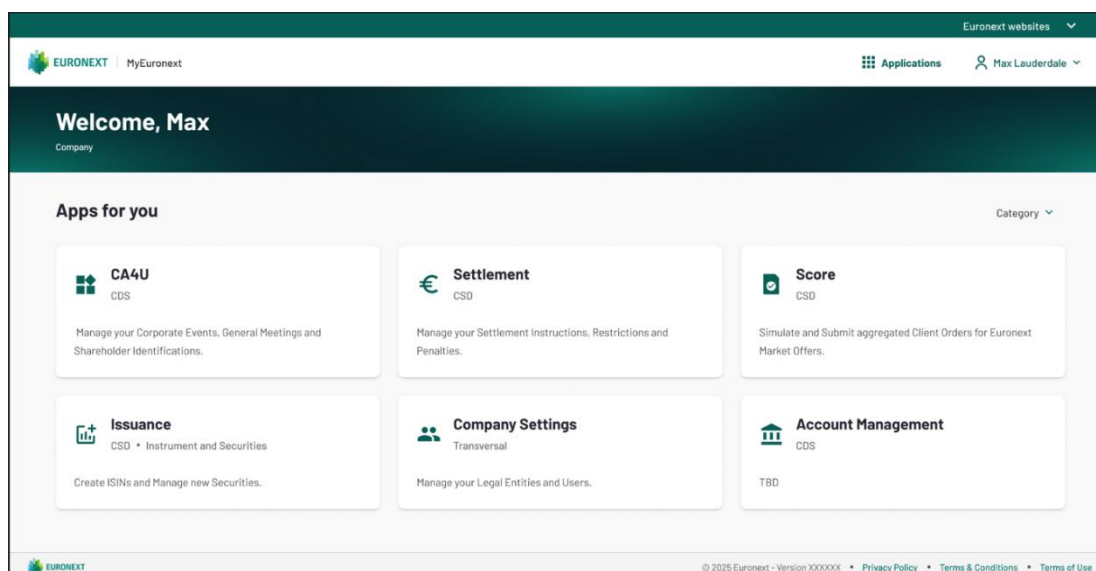 Euronext websites
EURONEXT MyEuronext
Applications
Max Lauderdale
Welcome, Max
Company
Apps for you
Category
CA4U
CDS
Manage your Corporate Events, General Meetings and
Shareholder Identifications.
Settlement
CSD
Manage your Settlement Instructions, Restrictions and
Penalties.
Score
CSD
Simulate and Submit aggregated Client Orders for Euronext
Market Offers.
Issuance
CSD • Instrument and Securities
Create ISINs and Manage new Securities.
Company Settings
Transversal
Manage your Legal Entities and Users.
Account Management
CDS
TBD
EURONEXT
© 2025 Euronext - Version XXXXXX • Privacy Policy • Terms & Conditions • Terms of Use